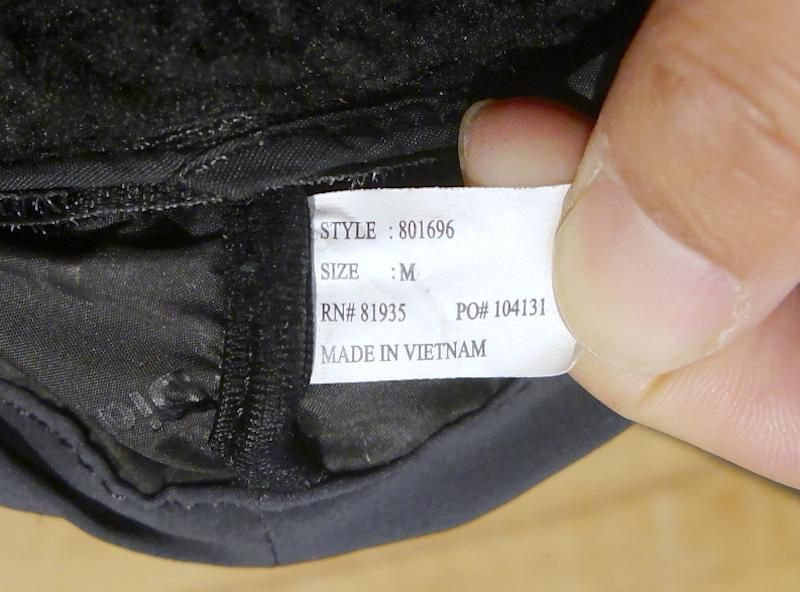 STYLE : 801696
SIZE : M
RN# 81935 PO# 104131
MADE IN VIETNAM